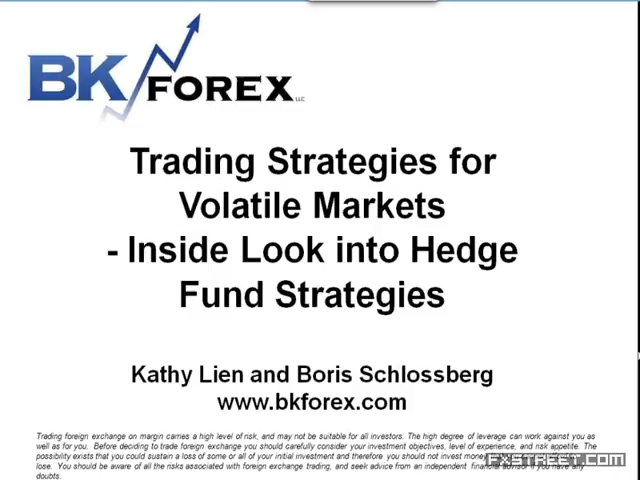 BK FOREX LLC
Trading Strategies for
Volatile Markets
- Inside Look into Hedge
Fund Strategies
Kathy Lien and Boris Schlossberg
www.bkforex.com
Trading foreign exchange on margin carries a high level of risk, and may not be suitable for all investors. The high degree of leverage can work against you as
well as for you. Before deciding to trade foreign exchange you should carefully consider your investment objectives, level of experience, and risk appetite. The
possibility exists that you could sustain a loss of some or all of your initial investment and therefore you should not invest money
lose. You should be aware of all the risks associated with foreign exchange trading, and seek advice from an independent financial advisor if you have any
doubts.
FXSTREET.COM